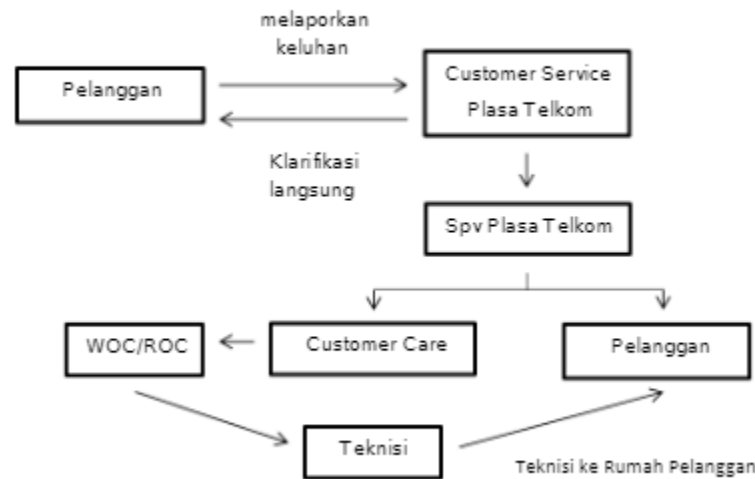 melaporkan
keluhan
Pelanggan
Customer Service
Plasa Telkom
Klarifikasi
langsung
Spv Plasa Telkom
WOC/ROC
Customer Care
Pelanggan
Teknisi
Teknisi ke Rumah Pelanggan